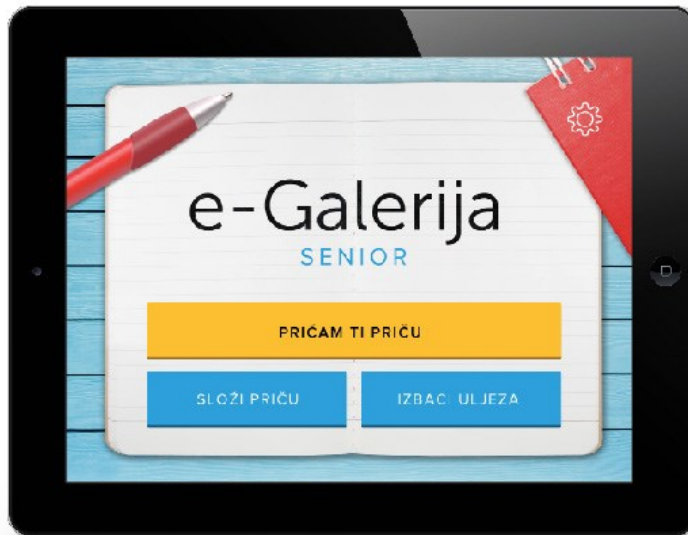 e-Galerija
SENIOR
PRIČAM TI PRIČU
SLOŽI PRIČU
IZBACI ULJEZA